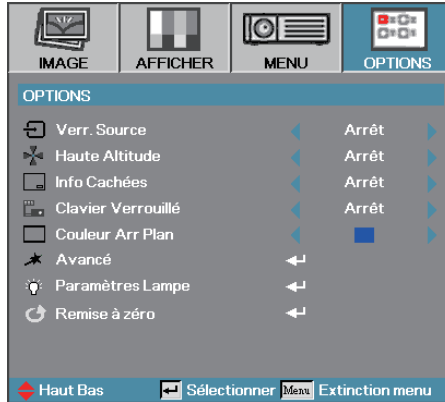 IMAGE AFFICHER MENU OPTIONS
OPTIONS
Verr. Source Arrêt
Haute Altitude Arrêt
Info Cachées Arrêt
Clavier Verrouillé Arrêt
Couleur Arr Plan
Avancé
Paramètres Lampe
Remise à zéro
Haut Bas Sélectionner Menu Extinction menu